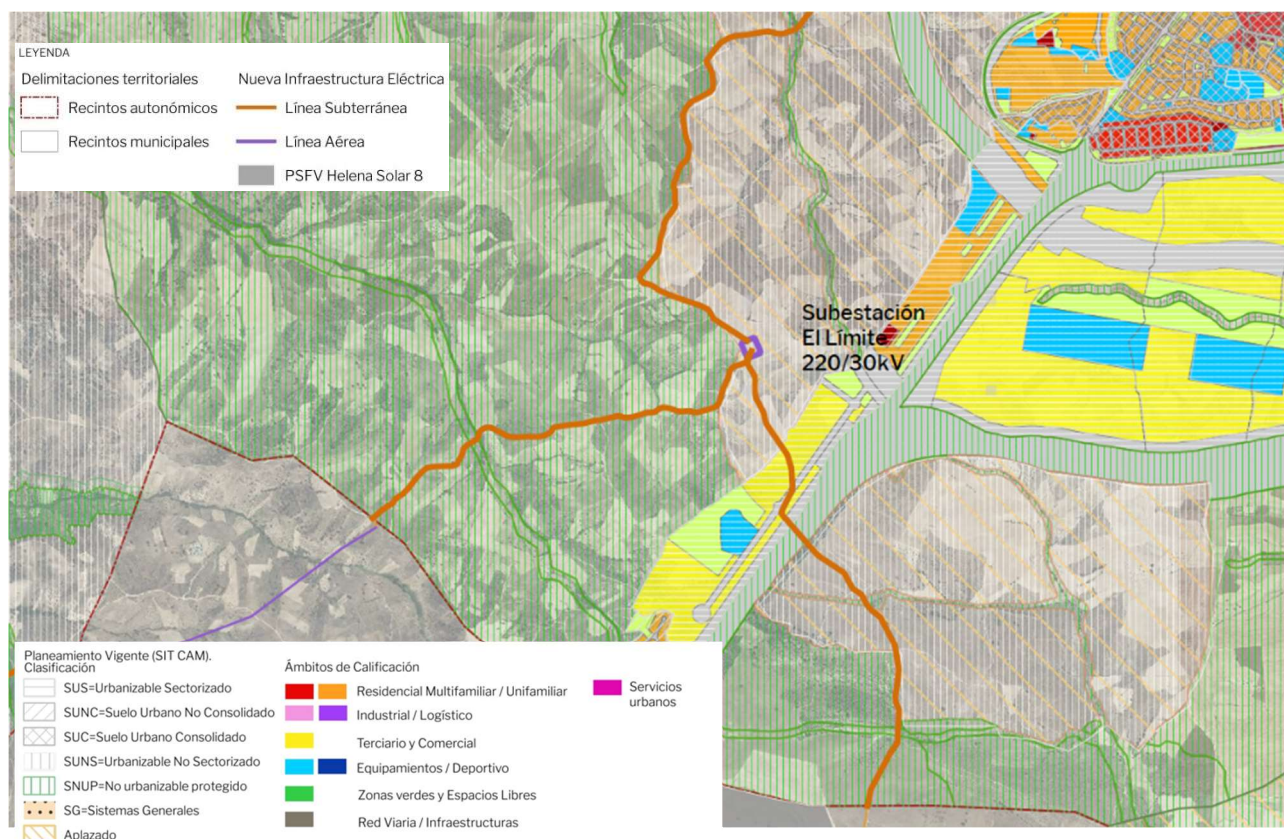 LEYENDA
Delimitaciones territoriales
Recintos autonómicos
Recintos municipales
Nueva Infraestructura Eléctrica
Línea Subterránea
Línea Aérea
PSFV Helena Solar 8
Subestación
El Límite
220/30kV
Planeamiento Vigente (SIT CAM).
Clasificación
SUS=Urbanizable Sectorizado
SUNC=Suelo Urbano No Consolidado
SUC=Suelo Urbano Consolidado
SUNS=Urbanizable No Sectorizado
SNUP=No urbanizable protegido
SG=Sistemas Generales
Aplazado
Ámbitos de Calificación
Residencial Multifamiliar / Unifamiliar
Industrial / Logístico
Terciario y Comercial
Equipamientos / Deportivo
Zonas verdes y Espacios Libres
Red Viaria / Infraestructuras
Servicios
urbanos